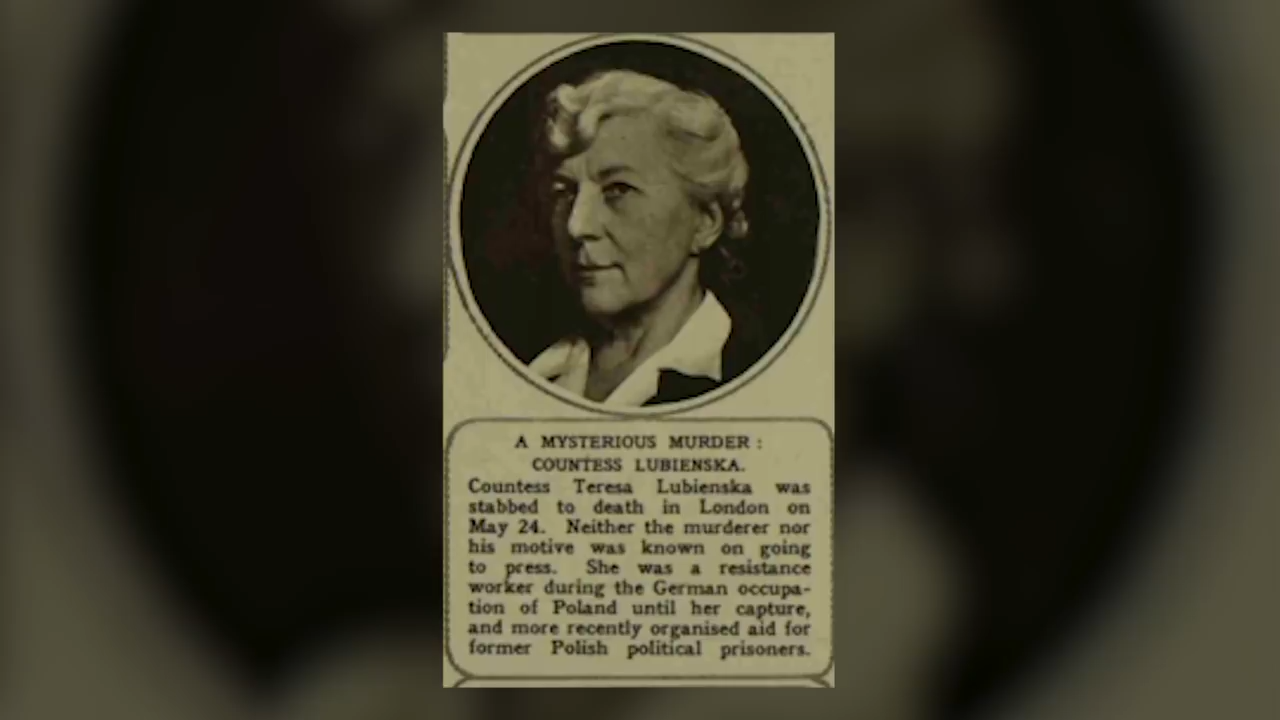 A MYSTERIOUS MURDER :
COUNTESS LUBIENSKA.
Countess Teresa Lubienska was
stabbed to death in London on
May 24. Neither the murderer nor
his motive was known on going
to press. She was a resistance
worker during the German occupa-
tion of Poland until her capture,
and more recently organised aid for
former Polish political prisoners.